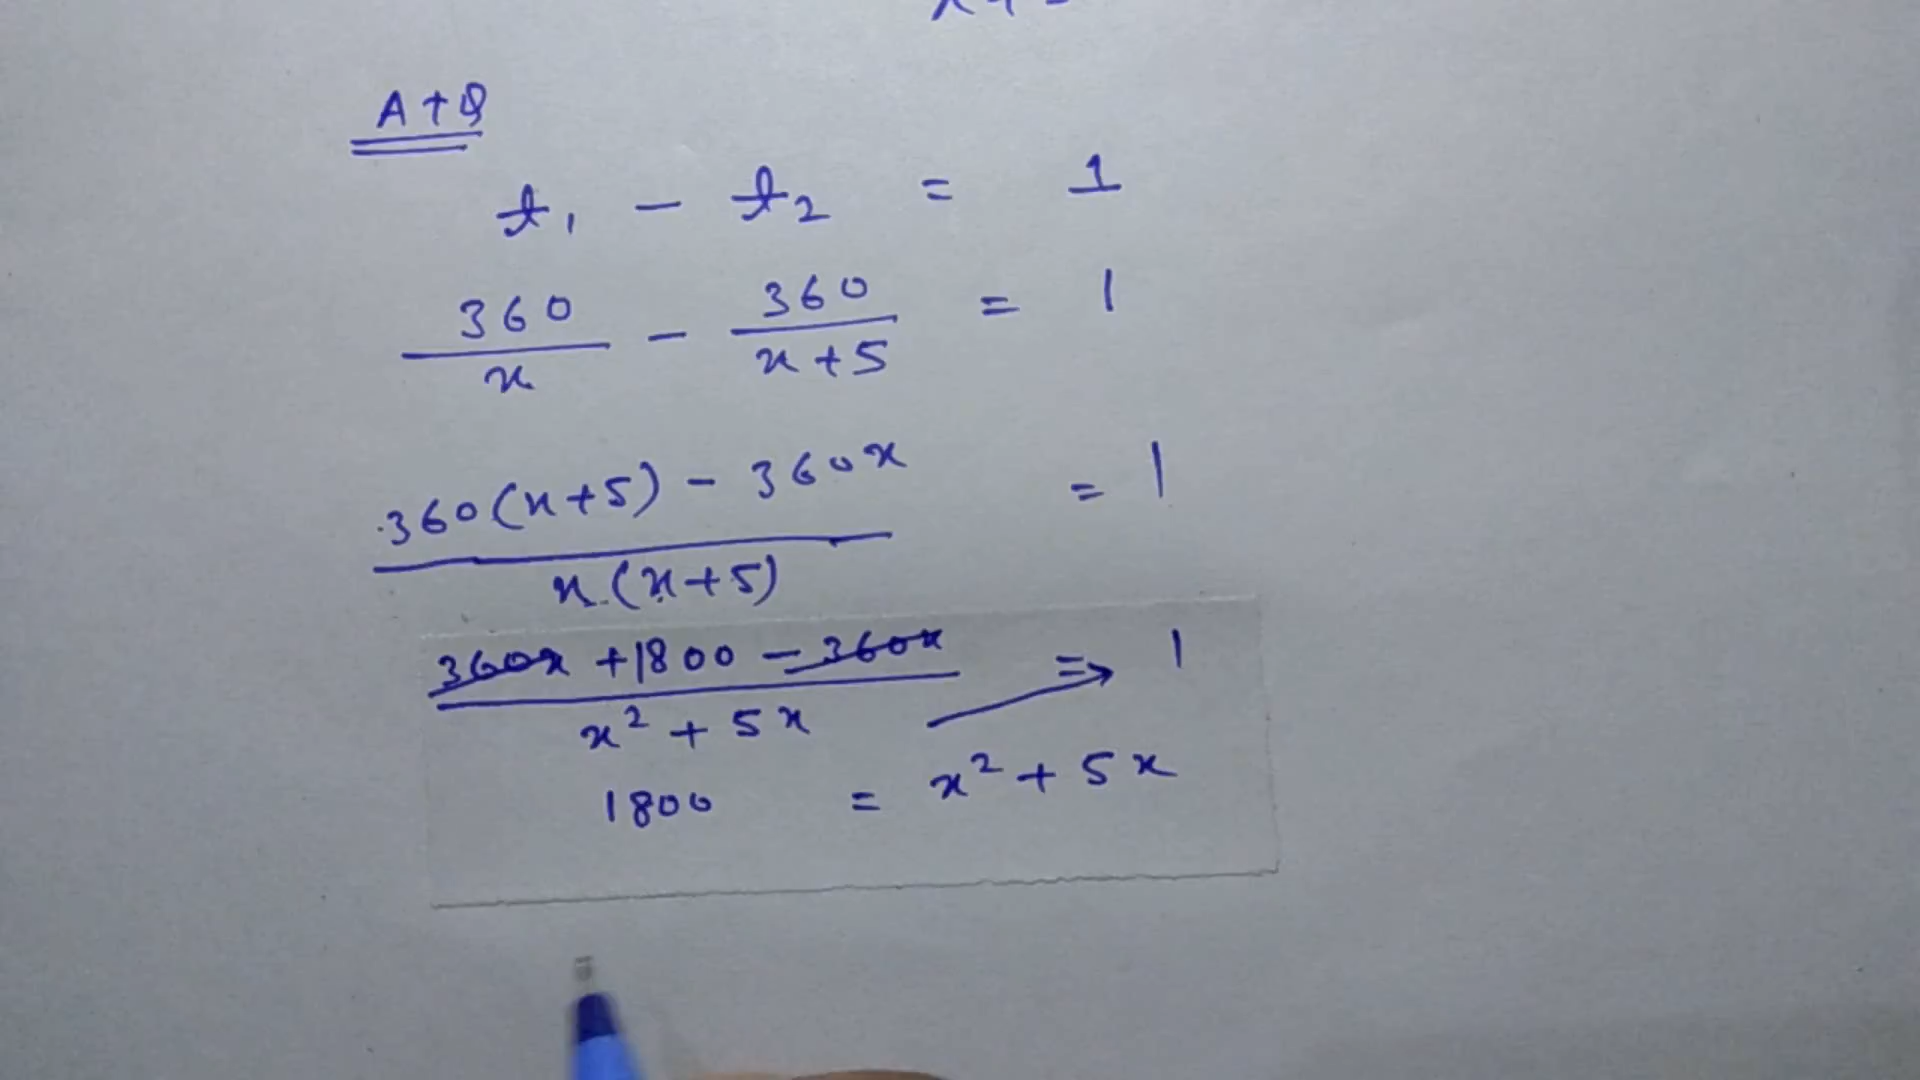 A+Q
t₁ - t₂ = 1
360/x - 360/x+5 = 1
360(x+5) - 360x / x.(x+5) = 1
360x + 1800 - 360x / x² + 5x = 1
1800 = x² + 5x